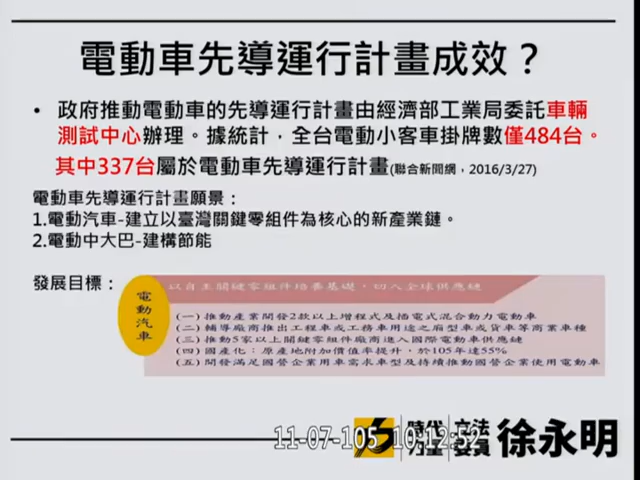 電動車先導運行計畫成效？
• 政府推動電動車的先導運行計畫由經濟部工業局委託車輛
測試中心辦理。據統計，全台電動小客車掛牌數僅484台。
其中337台屬於電動車先導運行計畫(聯合新聞網，2016/3/27)
電動車先導運行計畫願景：
1.電動汽車-建立以臺灣關鍵零組件為核心的新產業鏈。
2.電動中大巴-建構節能
發展目標：
以自主關鍵零組件培養基礎，切入全球供應鏈
電動汽車
(一)推動產業開發2款以上增程式及插電式混合動力電動車
(二)輔導廠商推出工程車或工務車用途之廂型車或貨車等商業車種
(三)推動5家以上關鍵零組件廠商進入國際電動車供應鏈
(四)國產化：原產地附加價值率提升，於105年達55%
(五)開發滿足國營企業用車需求車型及持續推動國營企業使用電動車
時代力量 立法委員 徐永明
11-07-105 10:12:52